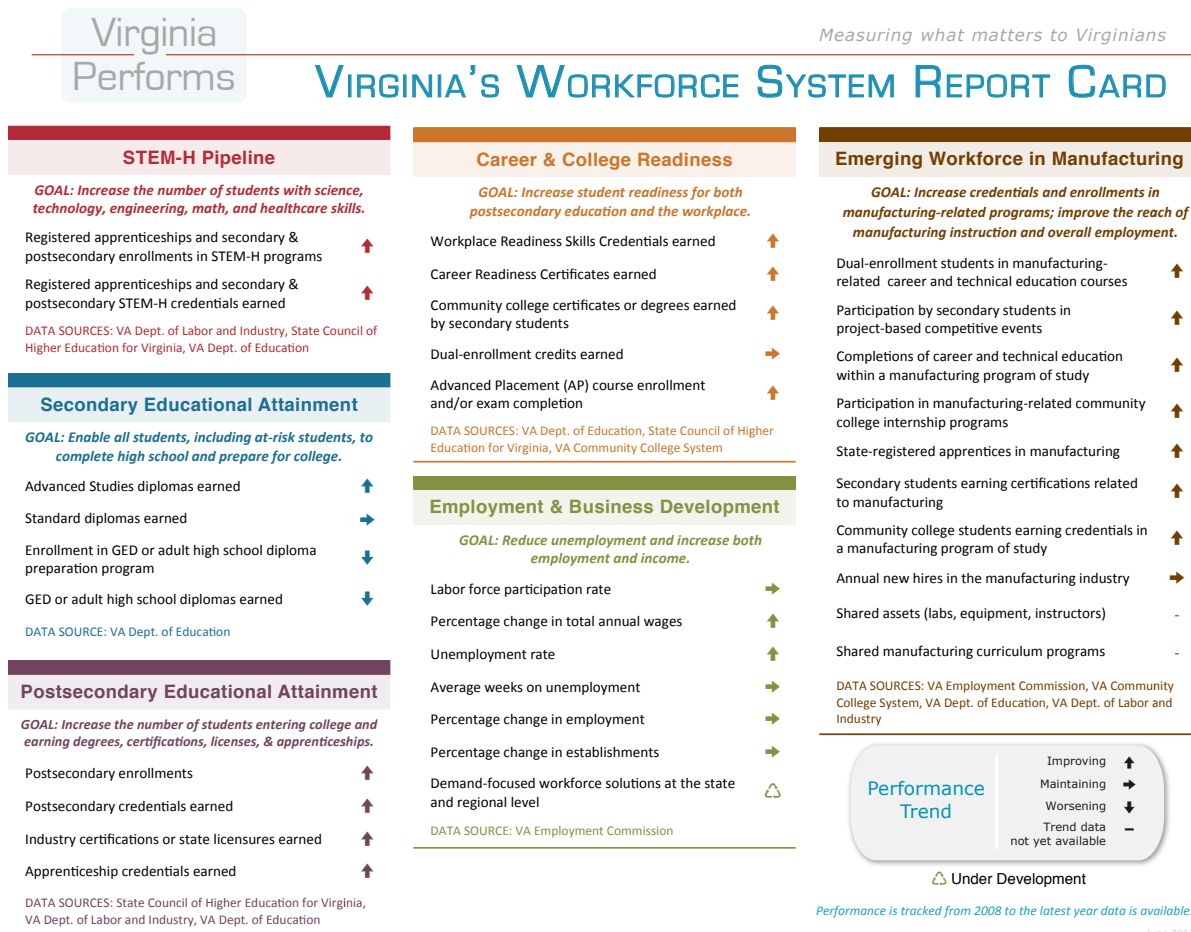 Virginia
Performs
Measuring what matters to Virginians
VIRGINIA'S WORKFORCE SYSTEM REPORT CARD
STEM-H Pipeline
GOAL: Increase the number of students with science,
technology, engineering, math, and healthcare skills.
Registered apprenticeships and secondary &
postsecondary enrollments in STEM-H programs
Registered apprenticeships and secondary &
postsecondary STEM-H credentials earned
DATA SOURCES: VA Dept. of Labor and Industry, State Council of
Higher Education for Virginia, VA Dept. of Education
Secondary Educational Attainment
GOAL: Enable all students, including at-risk students, to
complete high school and prepare for college.
Advanced Studies diplomas earned
Standard diplomas earned
Enrollment in GED or adult high school diploma
preparation program
GED or adult high school diplomas earned
DATA SOURCE: VA Dept. of Education
Postsecondary Educational Attainment
GOAL: Increase the number of students entering college and
earning degrees, certifications, licenses, & apprenticeships.
Postsecondary enrollments
Postsecondary credentials earned
Industry certifications or state licensures earned
Apprenticeship credentials earned
DATA SOURCES: State Council of Higher Education for Virginia,
VA Dept. of Labor and Industry, VA Dept. of Education
Career & College Readiness
GOAL: Increase student readiness for both
postsecondary education and the workplace.
Workplace Readiness Skills Credentials earned
Career Readiness Certificates earned
Community college certificates or degrees earned
by secondary students
Dual-enrollment credits earned
Advanced Placement (AP) course enrollment
and/or exam completion
DATA SOURCES: VA Dept. of Education, State Council of Higher
Education for Virginia, VA Community College System
Employment & Business Development
GOAL: Reduce unemployment and increase both
employment and income.
Labor force participation rate
Percentage change in total annual wages
Unemployment rate
Average weeks on unemployment
Percentage change in employment
Percentage change in establishments
Demand-focused workforce solutions at the state
and regional level
DATA SOURCE: VA Employment Commission
Emerging Workforce in Manufacturing
GOAL: Increase credentials and enrollments in
manufacturing-related programs; improve the reach of
manufacturing instruction and overall employment.
Dual-enrollment students in manufacturing-
related career and technical education courses
Participation by secondary students in
project-based competitive events
Completions of career and technical education
within a manufacturing program of study
Participation in manufacturing-related community
college internship programs
State-registered apprentices in manufacturing
Secondary students earning certifications related
to manufacturing
Community college students earning credentials in
a manufacturing program of study
Annual new hires in the manufacturing industry
Shared assets (labs, equipment, instructors) -
Shared manufacturing curriculum programs -
DATA SOURCES: VA Employment Commission, VA Community
College System, VA Dept. of Education, VA Dept. of Labor and
Industry
Performance
Trend
Improving
Maintaining
Worsening
Trend data
not yet available –
Under Development
Performance is tracked from 2008 to the latest year data is available.